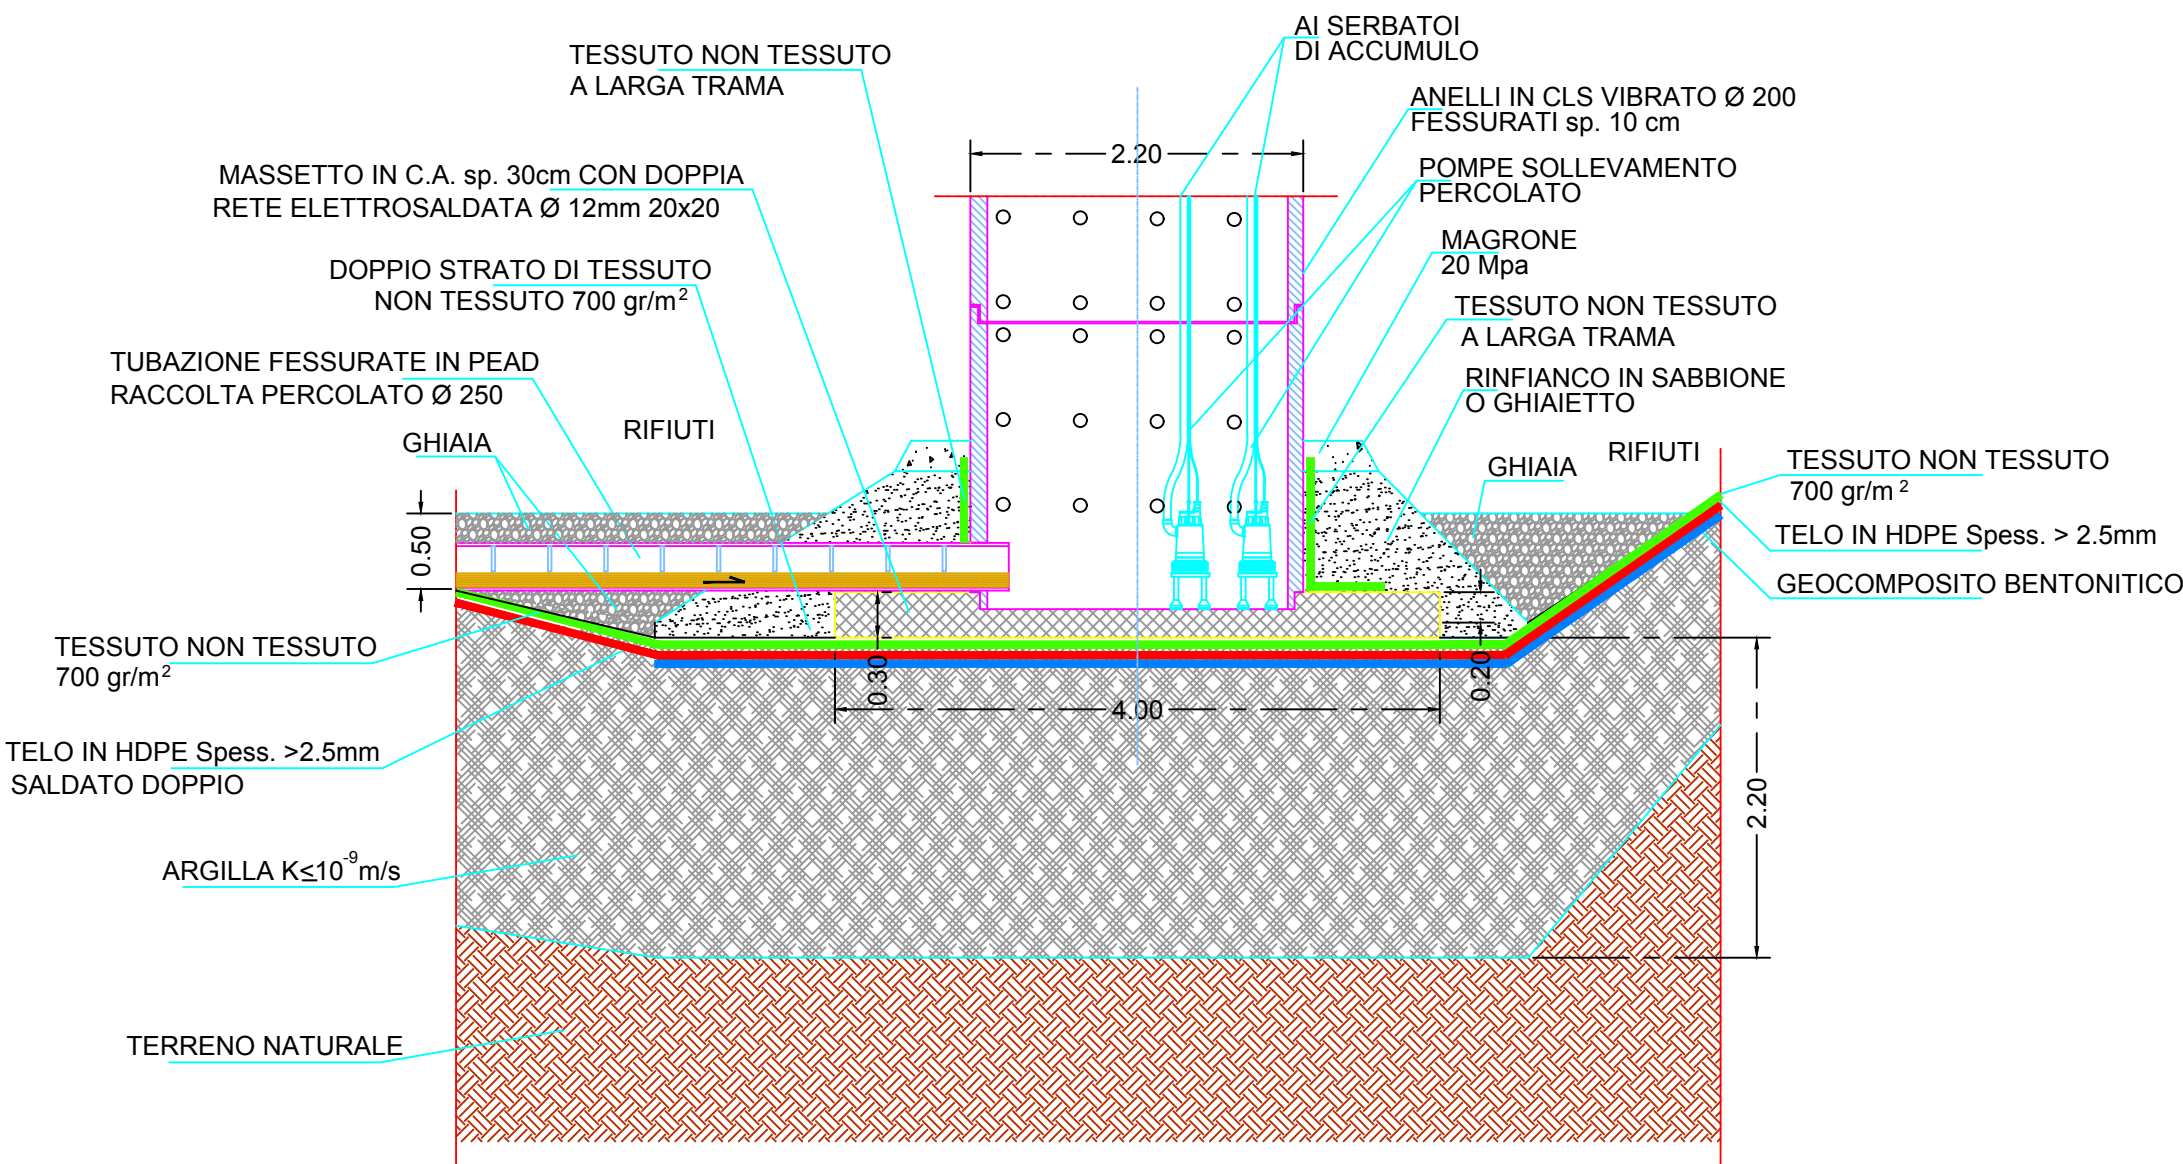 AI SERBATOI
DI ACCUMULO
TESSUTO NON TESSUTO
A LARGA TRAMA
ANELLI IN CLS VIBRATO Ø 200
FESSURATI sp. 10 cm
2.20
MASSETTO IN C.A. sp. 30cm CON DOPPIA
RETE ELETTROSALDATA Ø 12mm 20x20
POMPE SOLLEVAMENTO
PERCOLATO
MAGRONE
20 Mpa
DOPPIO STRATO DI TESSUTO
NON TESSUTO 700 gr/m²
TESSUTO NON TESSUTO
A LARGA TRAMA
TUBAZIONE FESSURATE IN PEAD
RACCOLTA PERCOLATO Ø 250
RINFIANCO IN SABBIONE
O GHIAIETTO
RIFIUTI
GHIAIA
RIFIUTI
GHIAIA
TESSUTO NON TESSUTO
700 gr/m²
0.50
TELO IN HDPE Spess. > 2.5mm
GEOCOMPOSITO BENTONITICO
TESSUTO NON TESSUTO
700 gr/m²
0.30
0.20
4.00
TELO IN HDPE Spess. >2.5mm
SALDATO DOPPIO
2.20
ARGILLA K≤10⁻⁹m/s
TERRENO NATURALE